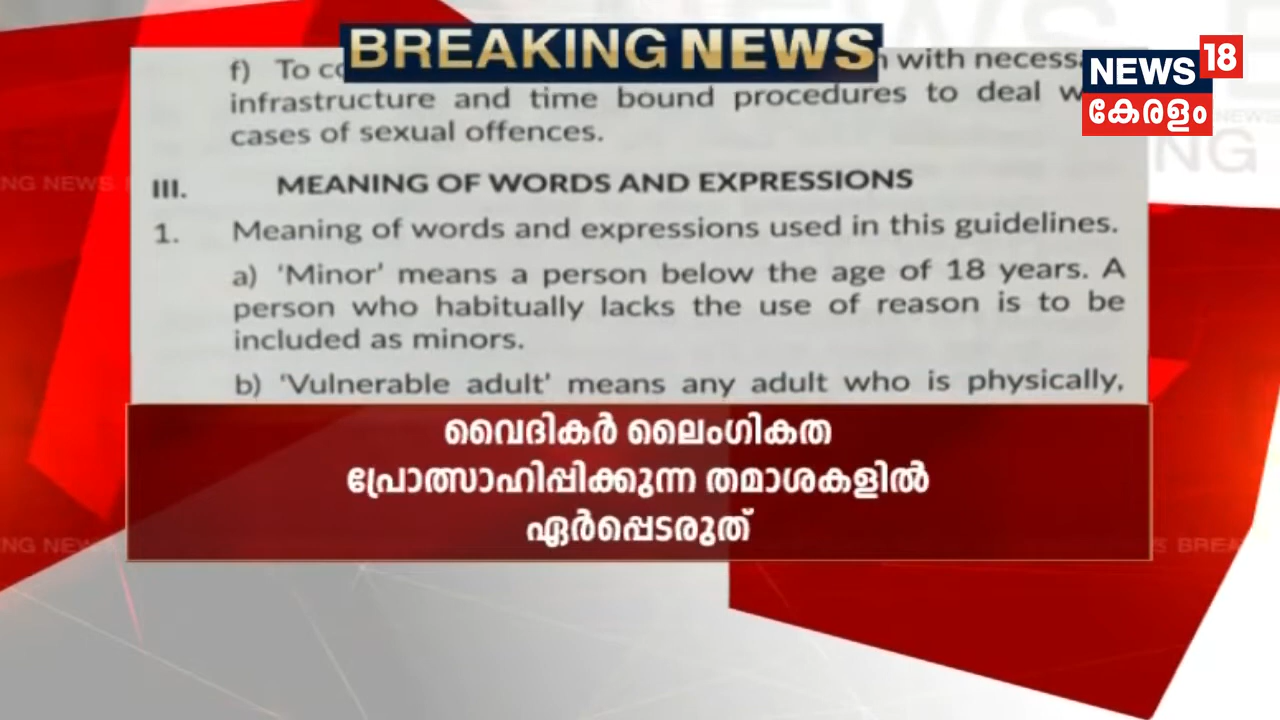 BREAKING NEWS
NEWS 18
കേരളം
f) To with
infrastructure and time bound procedures to deal
cases of sexual offences.
III. MEANING OF WORDS AND EXPRESSIONS
1. Meaning of words and expressions used in this guidelines.
a) ‘Minor’ means a person below the age of 18 years. A
person who habitually lacks the use of reason is to be
included as minors.
b) ‘Vulnerable adult’ means any adult who is physically,
വൈദികർ ലൈംഗികത
പ്രോത്സാഹിപ്പിക്കുന്ന തമാശകളിൽ
ഏർപ്പെടരുത്